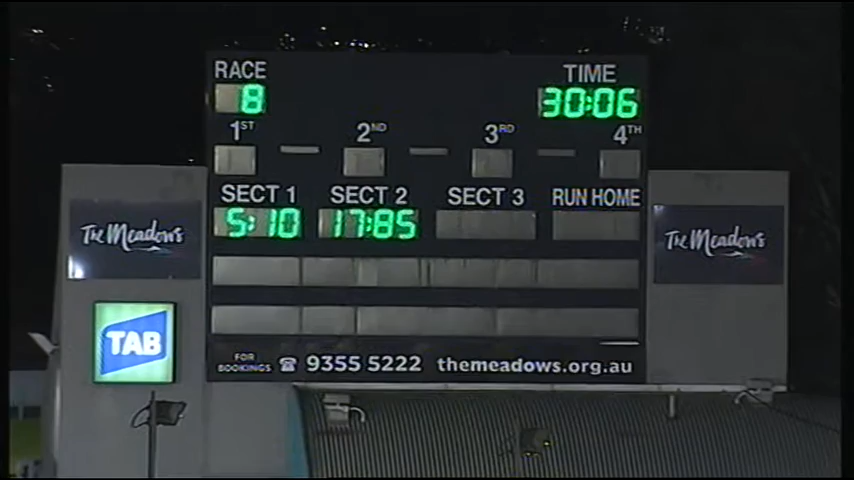 RACE TIME
8 30:06
1ST 2ND 3RD 4TH
SECT 1 SECT 2 SECT 3 RUN HOME
5:10 17:85
The Meadows
The Meadows
TAB
FOR BOOKINGS 9355 5222 themeadows.org.au